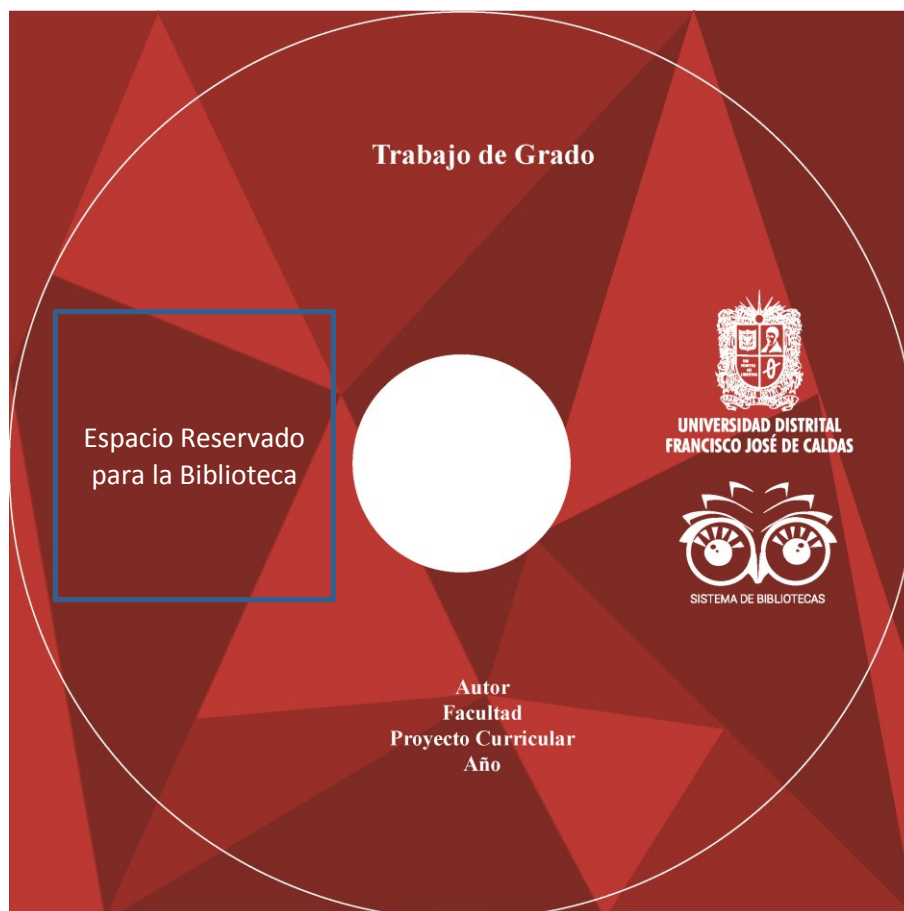 Trabajo de Grado
Espacio Reservado
para la Biblioteca
UNIVERSIDAD DISTRITAL
FRANCISCO JOSÉ DE CALDAS
SISTEMA DE BIBLIOTECAS
Autor
Facultad
Proyecto Curricular
Año